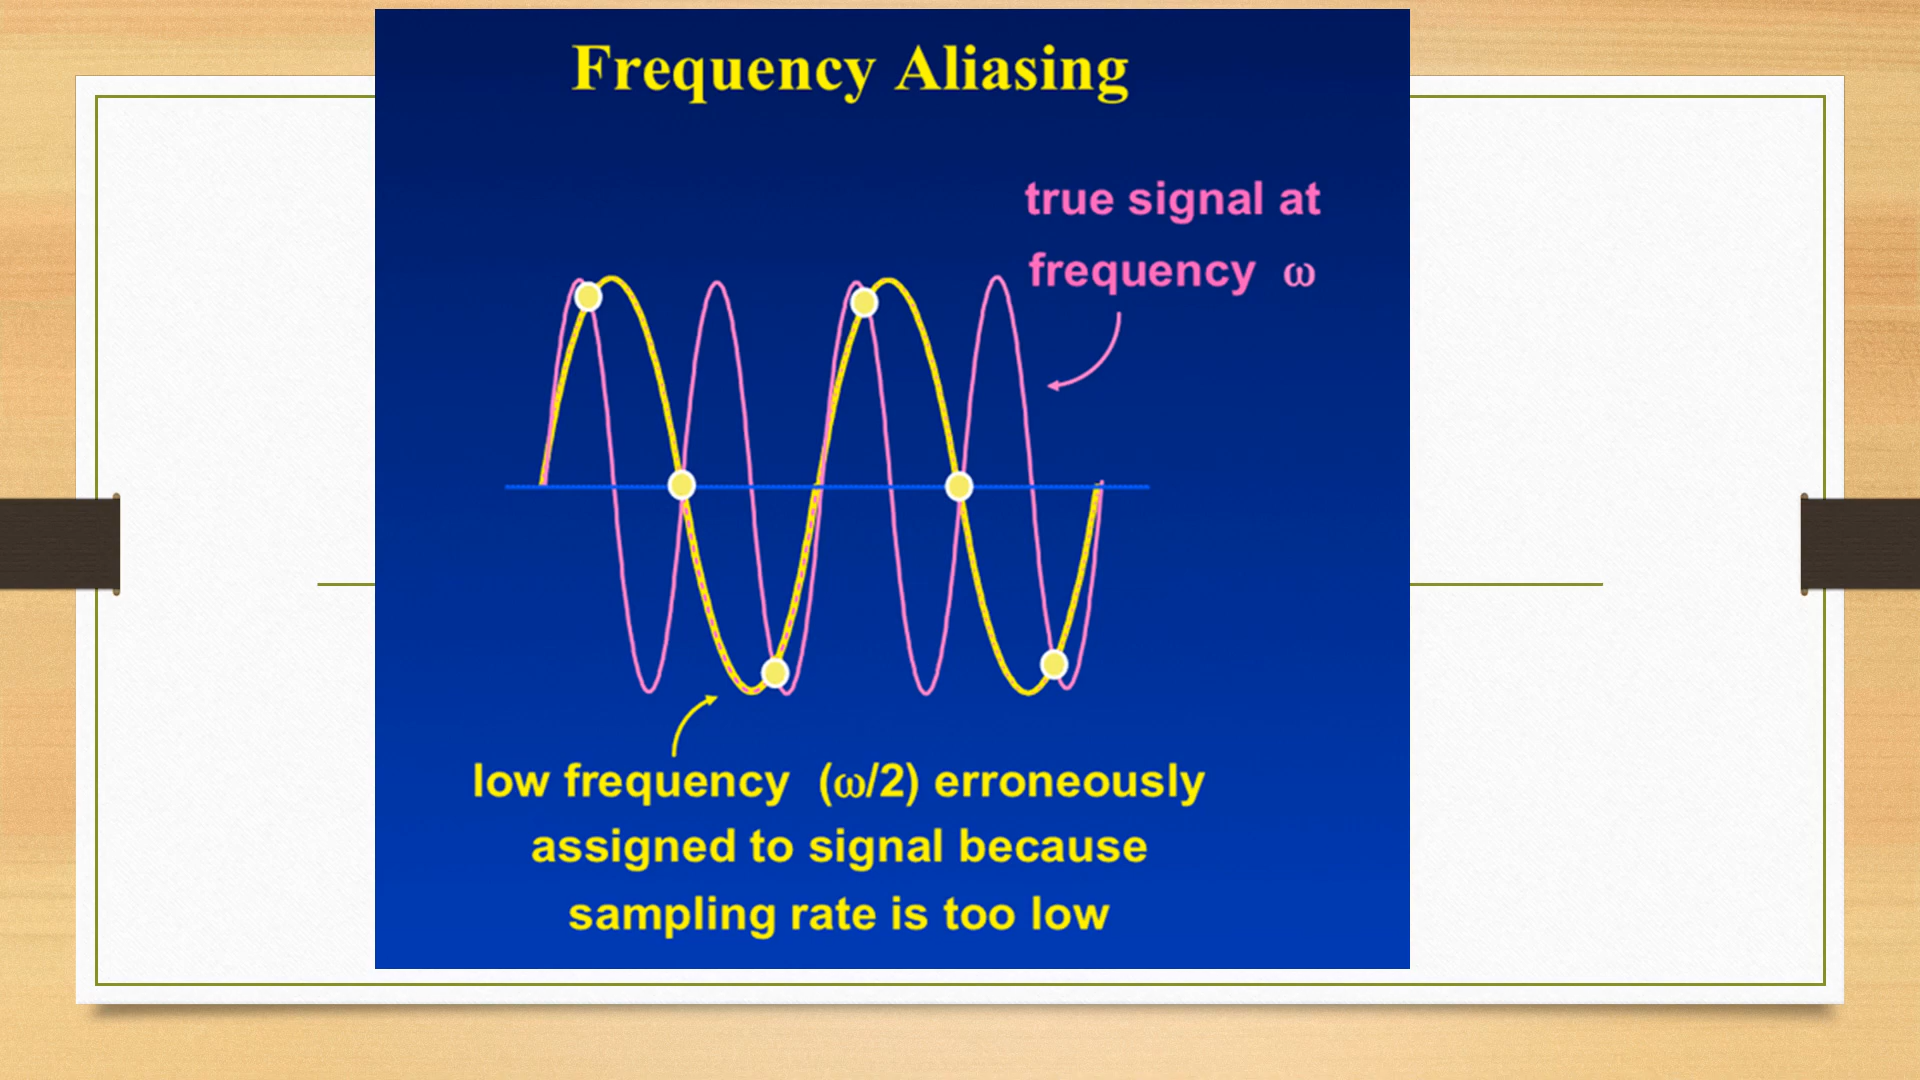 Frequency Aliasing
true signal at
frequency ω
low frequency (ω/2) erroneously
assigned to signal because
sampling rate is too low